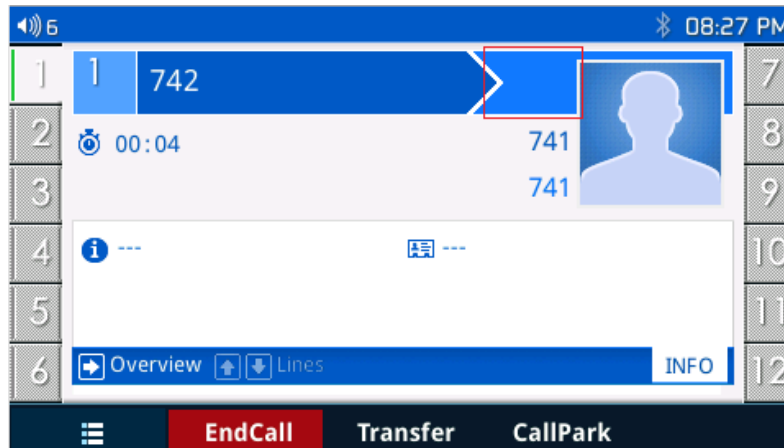 6 08:27 PM
1 1 742 7
2 00:04 741 8
3 741 9
4 --- --- 10
5 11
6 Overview Lines INFO 12
EndCall Transfer CallPark